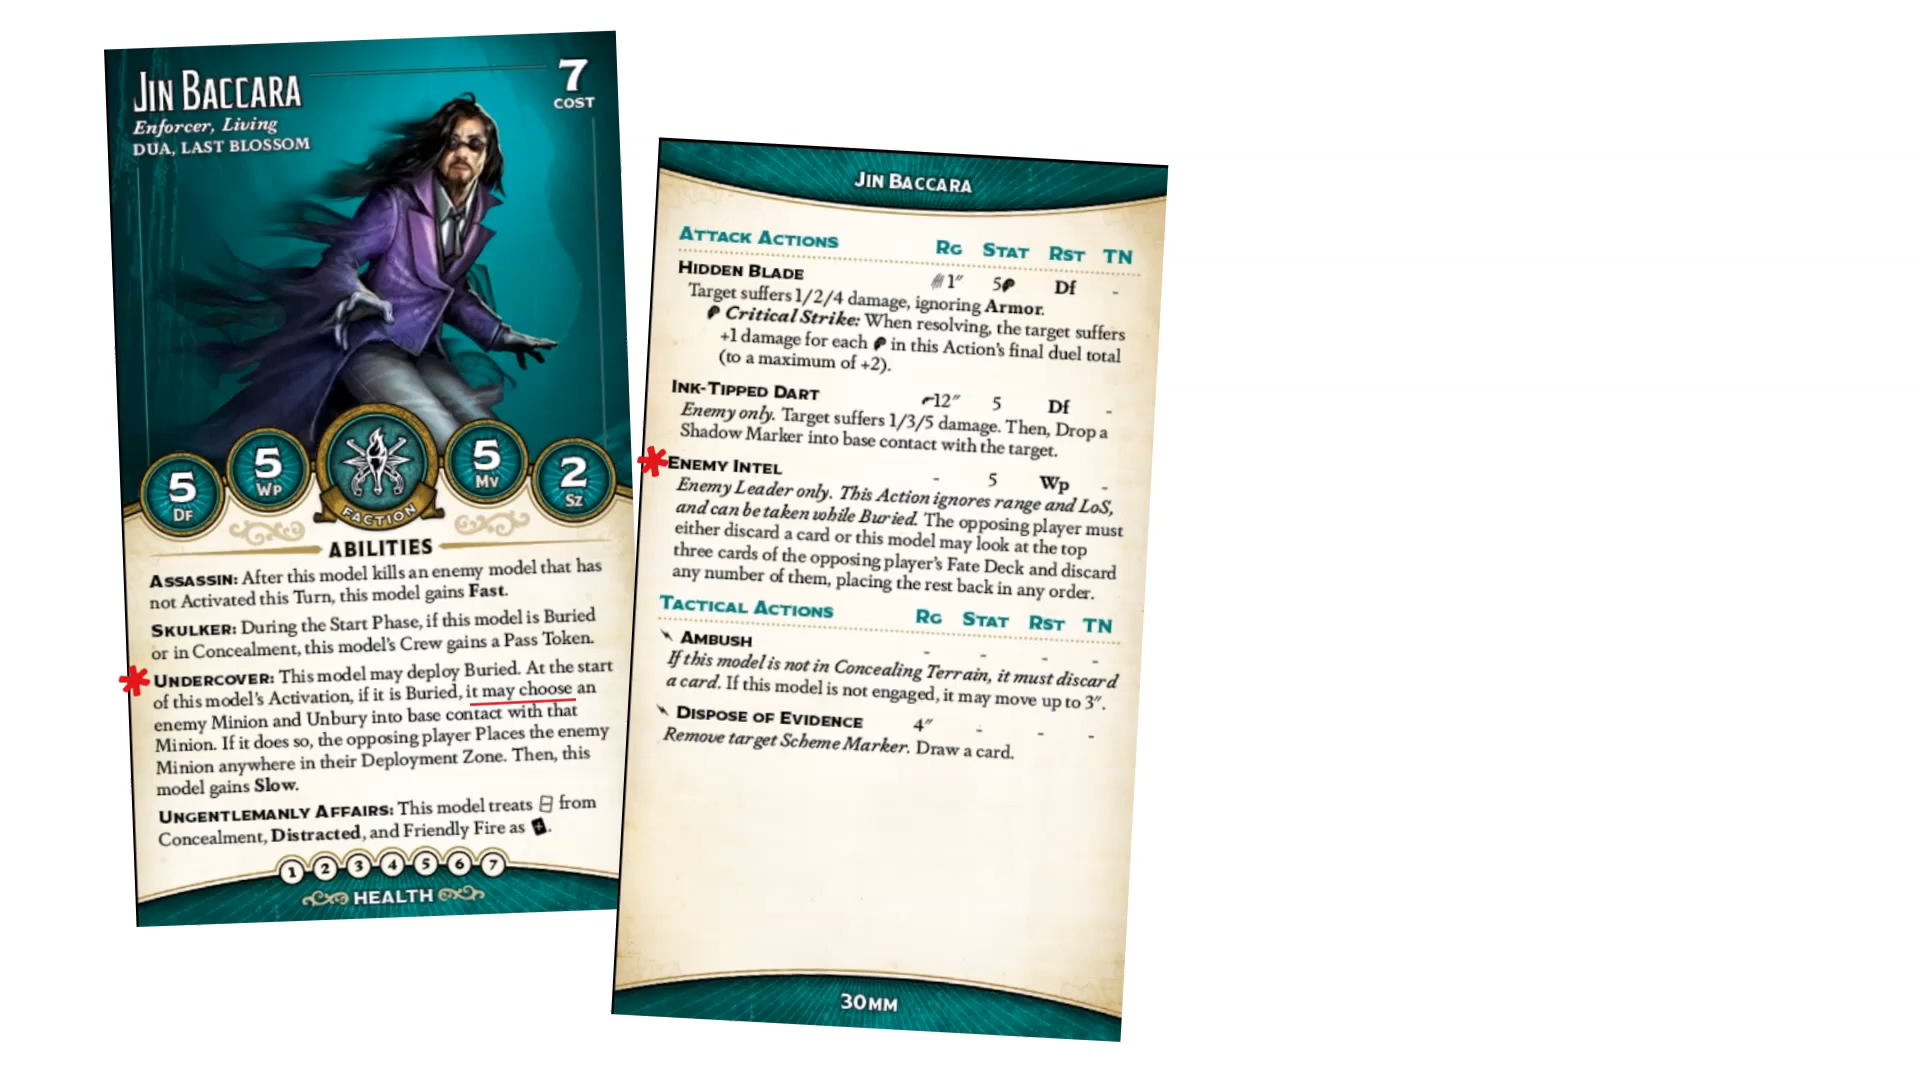 JIN BACCARA
7
COST
Enforcer, Living
DUA, LAST BLOSSOM
5
DF
5
WP
FACTION
5
MV
2
SZ
ABILITIES
ASSASSIN: After this model kills an enemy model that has
not Activated this Turn, this model gains Fast.
SKULKER: During the Start Phase, if this model is Buried
or in Concealment, this model's Crew gains a Pass Token.
UNDERCOVER: This model may deploy Buried. At the start
of this model's Activation, if it is Buried, it may choose an
enemy Minion and Unbury into base contact with that
Minion. If it does so, the opposing player Places the enemy
Minion anywhere in their Deployment Zone. Then, this
model gains Slow.
UNGENTLEMANLY AFFAIRS: This model treats from
Concealment, Distracted, and Friendly Fire as +.
1 2 3 4 5 6 7
HEALTH
JIN BACCARA
ATTACK ACTIONS RG STAT RST TN
HIDDEN BLADE 1" 5 Df -
Target suffers 1/2/4 damage, ignoring Armor.
Critical Strike: When resolving, the target suffers
+1 damage for each in this Action's final duel total
(to a maximum of +2).
INK-TIPPED DART 12" 5 Df -
Enemy only. Target suffers 1/3/5 damage. Then, Drop a
Shadow Marker into base contact with the target.
*ENEMY INTEL - 5 Wp -
Enemy Leader only. This Action ignores range and LoS,
and can be taken while Buried. The opposing player must
either discard a card or this model may look at the top
three cards of the opposing player's Fate Deck and discard
any number of them, placing the rest back in any order.
TACTICAL ACTIONS RG STAT RST TN
AMBUSH - - - -
If this model is not in Concealing Terrain, it must discard
a card. If this model is not engaged, it may move up to 3".
DISPOSE OF EVIDENCE 4" - - -
Remove target Scheme Marker. Draw a card.
30MM